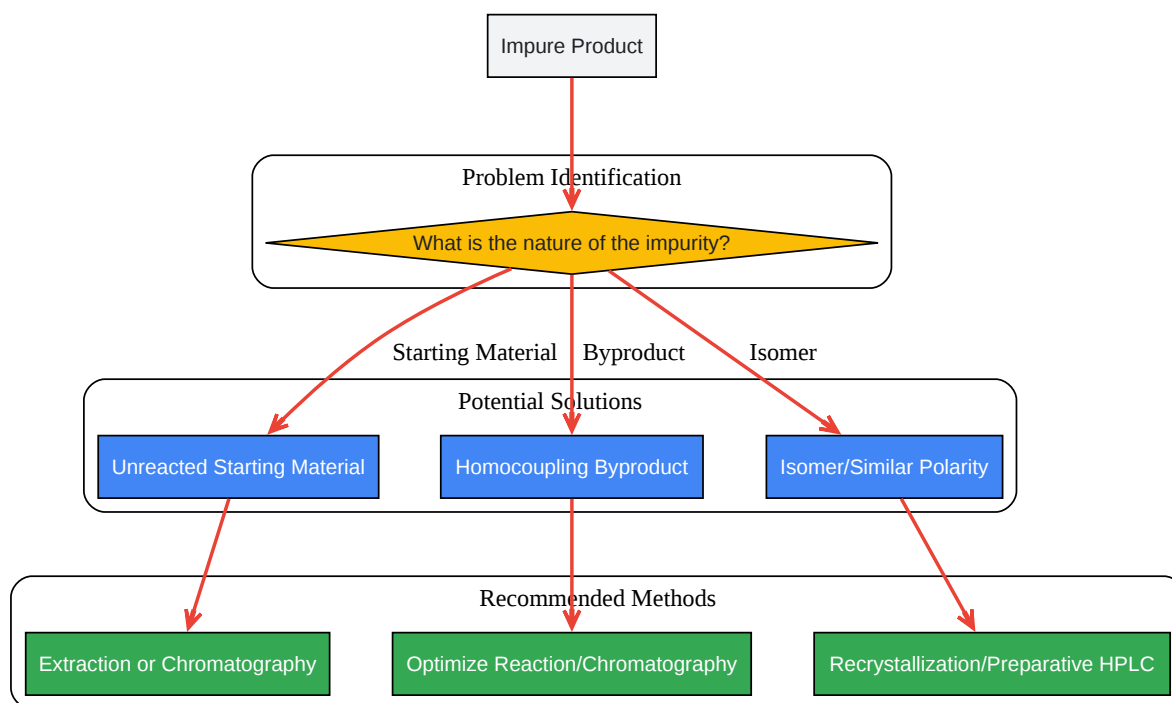 Impure Product
Problem Identification
What is the nature of the impurity?
Starting Material
Byproduct
Isomer
Potential Solutions
Unreacted Starting Material
Homocoupling Byproduct
Isomer/Similar Polarity
Recommended Methods
Extraction or Chromatography
Optimize Reaction/Chromatography
Recrystallization/Preparative HPLC